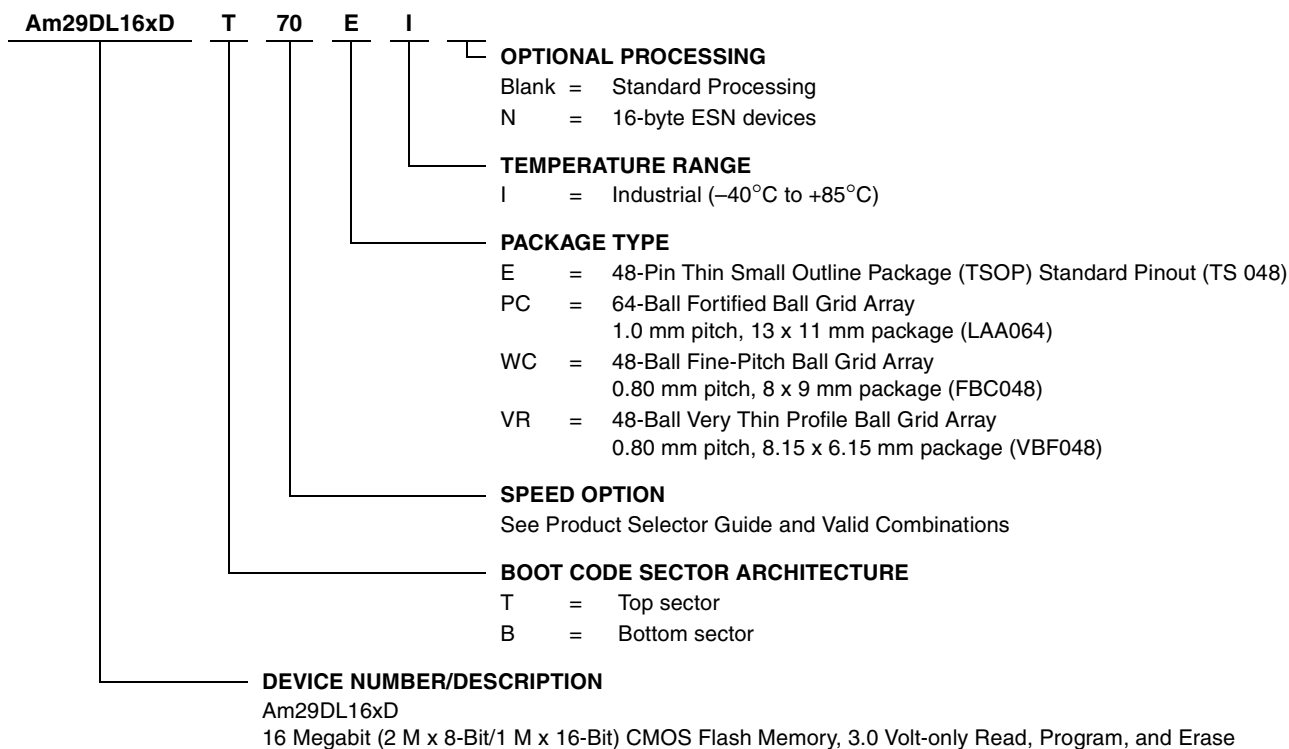 Am29DL16xD T 70 E I
OPTIONAL PROCESSING
Blank = Standard Processing
N = 16-byte ESN devices
TEMPERATURE RANGE
I = Industrial (–40°C to +85°C)
PACKAGE TYPE
E = 48-Pin Thin Small Outline Package (TSOP) Standard Pinout (TS 048)
PC = 64-Ball Fortified Ball Grid Array
1.0 mm pitch, 13 x 11 mm package (LAA064)
WC = 48-Ball Fine-Pitch Ball Grid Array
0.80 mm pitch, 8 x 9 mm package (FBC048)
VR = 48-Ball Very Thin Profile Ball Grid Array
0.80 mm pitch, 8.15 x 6.15 mm package (VBF048)
SPEED OPTION
See Product Selector Guide and Valid Combinations
BOOT CODE SECTOR ARCHITECTURE
T = Top sector
B = Bottom sector
DEVICE NUMBER/DESCRIPTION
Am29DL16xD
16 Megabit (2 M x 8-Bit/1 M x 16-Bit) CMOS Flash Memory, 3.0 Volt-only Read, Program, and Erase